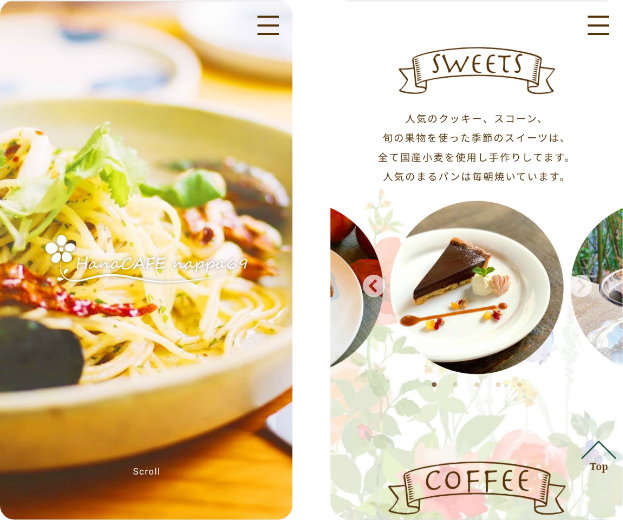 HanaCAFE nappa69
Scroll
SWEETS
人気のクッキー、スコーン、
旬の果物を使った季節のスイーツは、
全て国産小麦を使用し手作りしてます。
人気のまるパンは毎朝焼いています。
COFFEE
Top